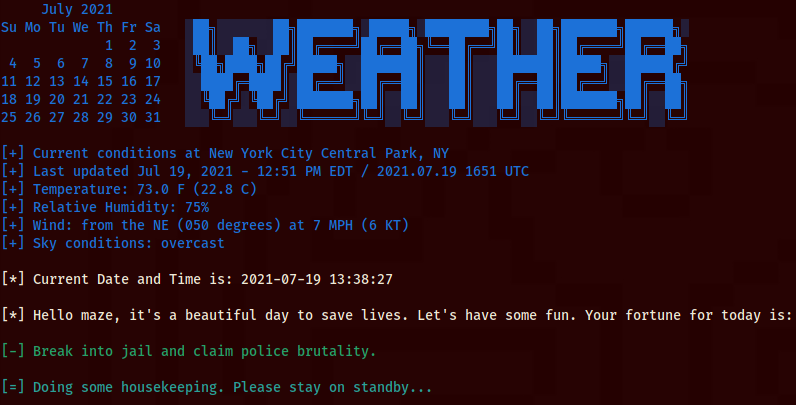 July 2021
Su Mo Tu We Th Fr Sa
1 2 3
4 5 6 7 8 9 10
11 12 13 14 15 16 17
18 19 20 21 22 23 24
25 26 27 28 29 30 31
WEATHER
[+] Current conditions at New York City Central Park, NY
[+] Last updated Jul 19, 2021 - 12:51 PM EDT / 2021.07.19 1651 UTC
[+] Temperature: 73.0 F (22.8 C)
[+] Relative Humidity: 75%
[+] Wind: from the NE (050 degrees) at 7 MPH (6 KT)
[+] Sky conditions: overcast
[*] Current Date and Time is: 2021-07-19 13:38:27
[*] Hello maze, it's a beautiful day to save lives. Let's have some fun. Your fortune for today is:
[-] Break into jail and claim police brutality.
[=] Doing some housekeeping. Please stay on standby...